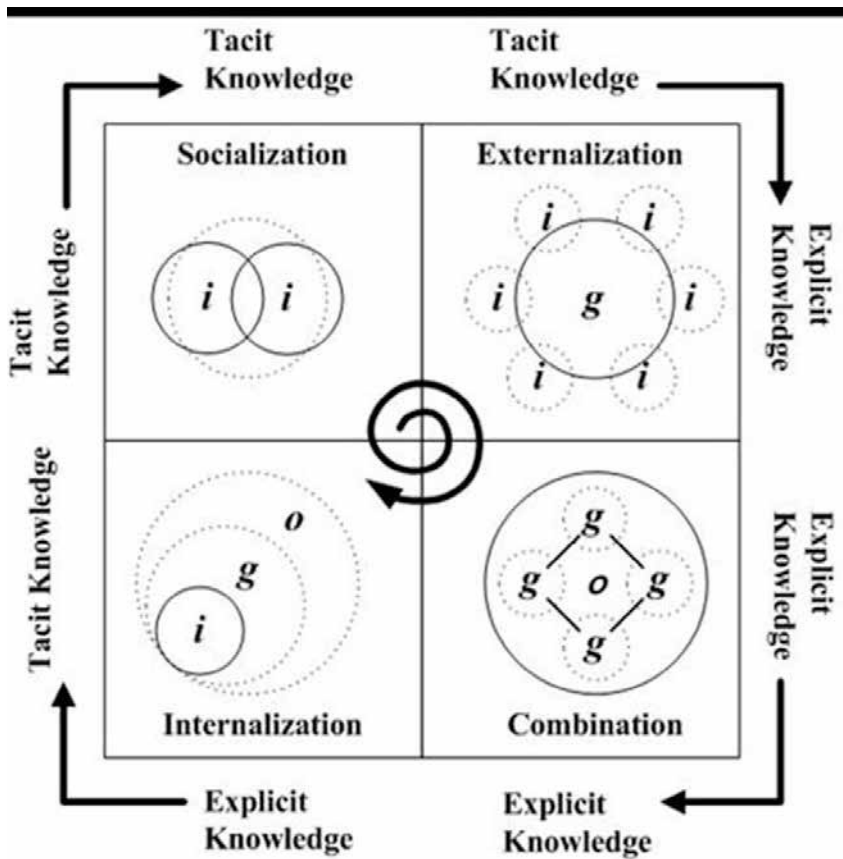 Tacit
Knowledge
Tacit
Knowledge
Socialization
Externalization
i
i
i
i
i
g
i
i
i
Tacit
Knowledge
Explicit
Knowledge
o
g
i
g
g
o
g
g
Tacit Knowledge
Explicit
Knowledge
Internalization
Combination
Explicit
Knowledge
Explicit
Knowledge